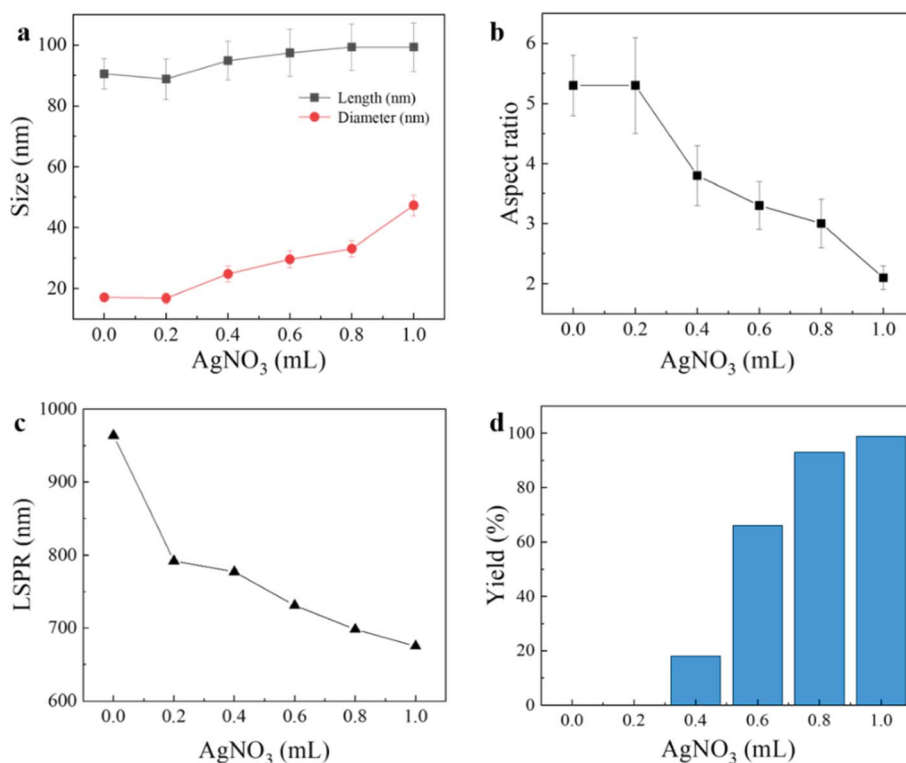 a
100
80
60
40
20
Size (nm)
Length (nm)
Diameter (nm)
0.0 0.2 0.4 0.6 0.8 1.0
AgNO3 (mL)
b
6
5
4
3
2
Aspect ratio
0.0 0.2 0.4 0.6 0.8 1.0
AgNO3 (mL)
c
1000
900
800
700
600
LSPR (nm)
0.0 0.2 0.4 0.6 0.8 1.0
AgNO3 (mL)
d
100
80
60
40
20
0
Yield (%)
0.0 0.2 0.4 0.6 0.8 1.0
AgNO3 (mL)